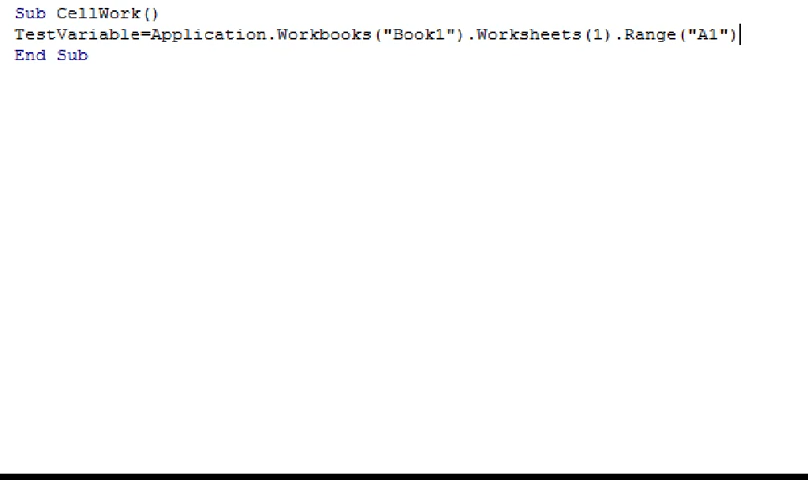 Sub CellWork()
TestVariable=Application.Workbooks("Book1").Worksheets(1).Range("A1")
End Sub